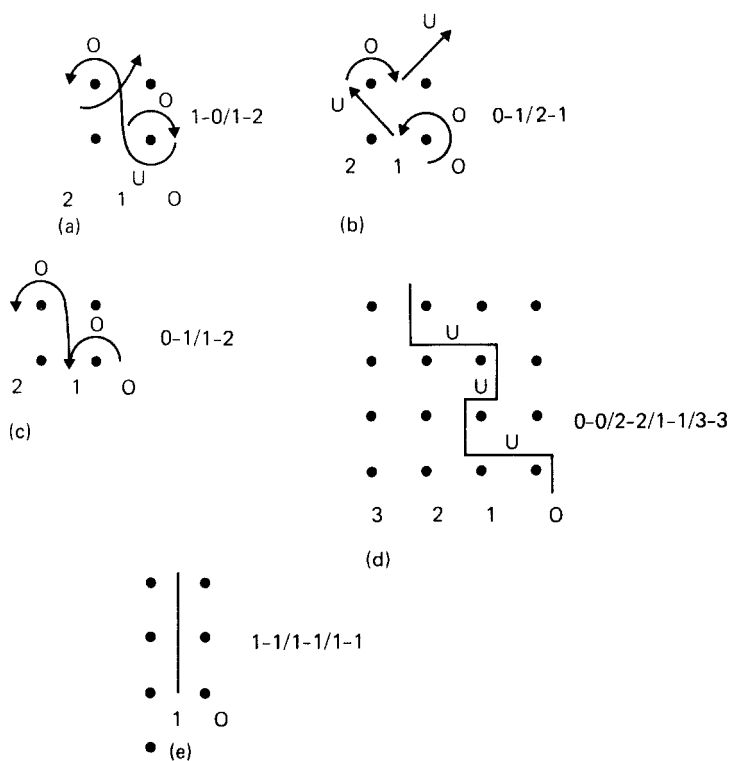 O
O
1-0/1-2
U
2 1 O
(a)
U
O
U
O
0-1/2-1
2 1 O
(b)
O
O
0-1/1-2
2 1 O
(c)
U
U
0-0/2-2/1-1/3-3
U
3 2 1 O
(d)
1-1/1-1/1-1
1 O
(e)